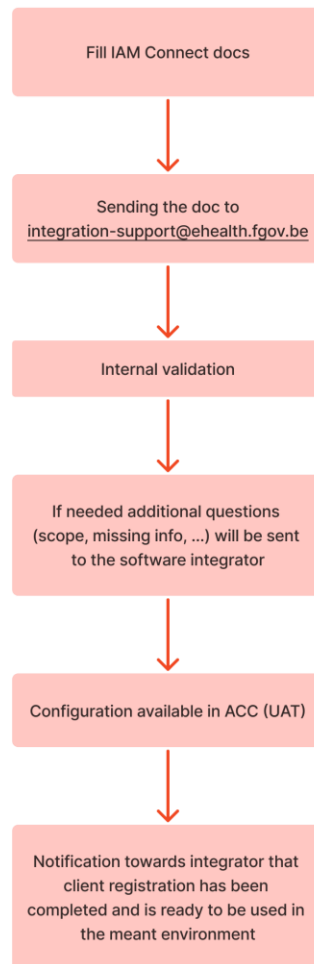 Fill IAM Connect docs
Sending the doc to
integration-support@ehealth.fgov.be
Internal validation
If needed additional questions
(scope, missing info, ...) will be sent
to the software integrator
Configuration available in ACC (UAT)
Notification towards integrator that
client registration has been
completed and is ready to be used in
the meant environment